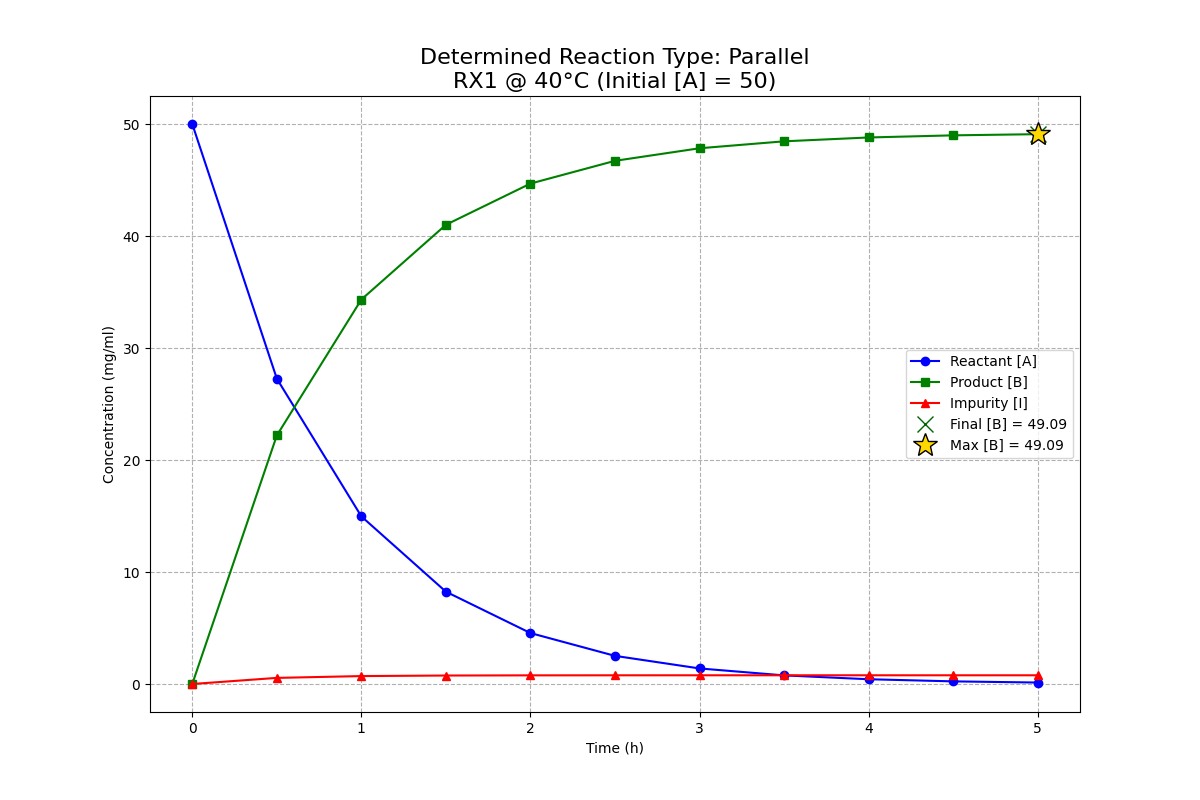 Determined Reaction Type: Parallel
RX1 @ 40°C (Initial [A] = 50)
Concentration (mg/ml)
50
40
30
20
10
0
Reactant [A]
Product [B]
Impurity [I]
Final [B] = 49.09
Max [B] = 49.09
0 1 2 3 4 5
Time (h)